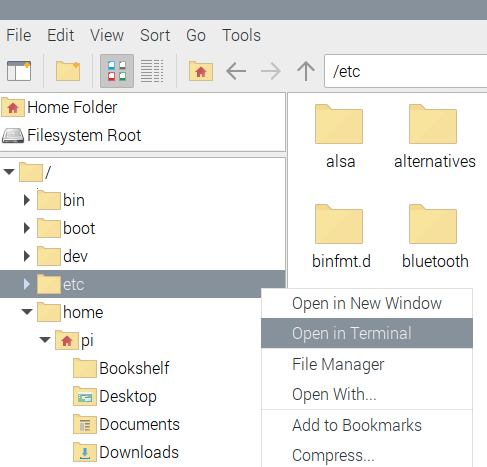 File Edit View Sort Go Tools
/etc
Home Folder
Filesystem Root
/
bin
boot
dev
etc
home
pi
Bookshelf
Desktop
Documents
Downloads
alsa alternatives
binfmt.d bluetooth
Open in New Window
Open in Terminal
File Manager
Open With...
Add to Bookmarks
Compress...